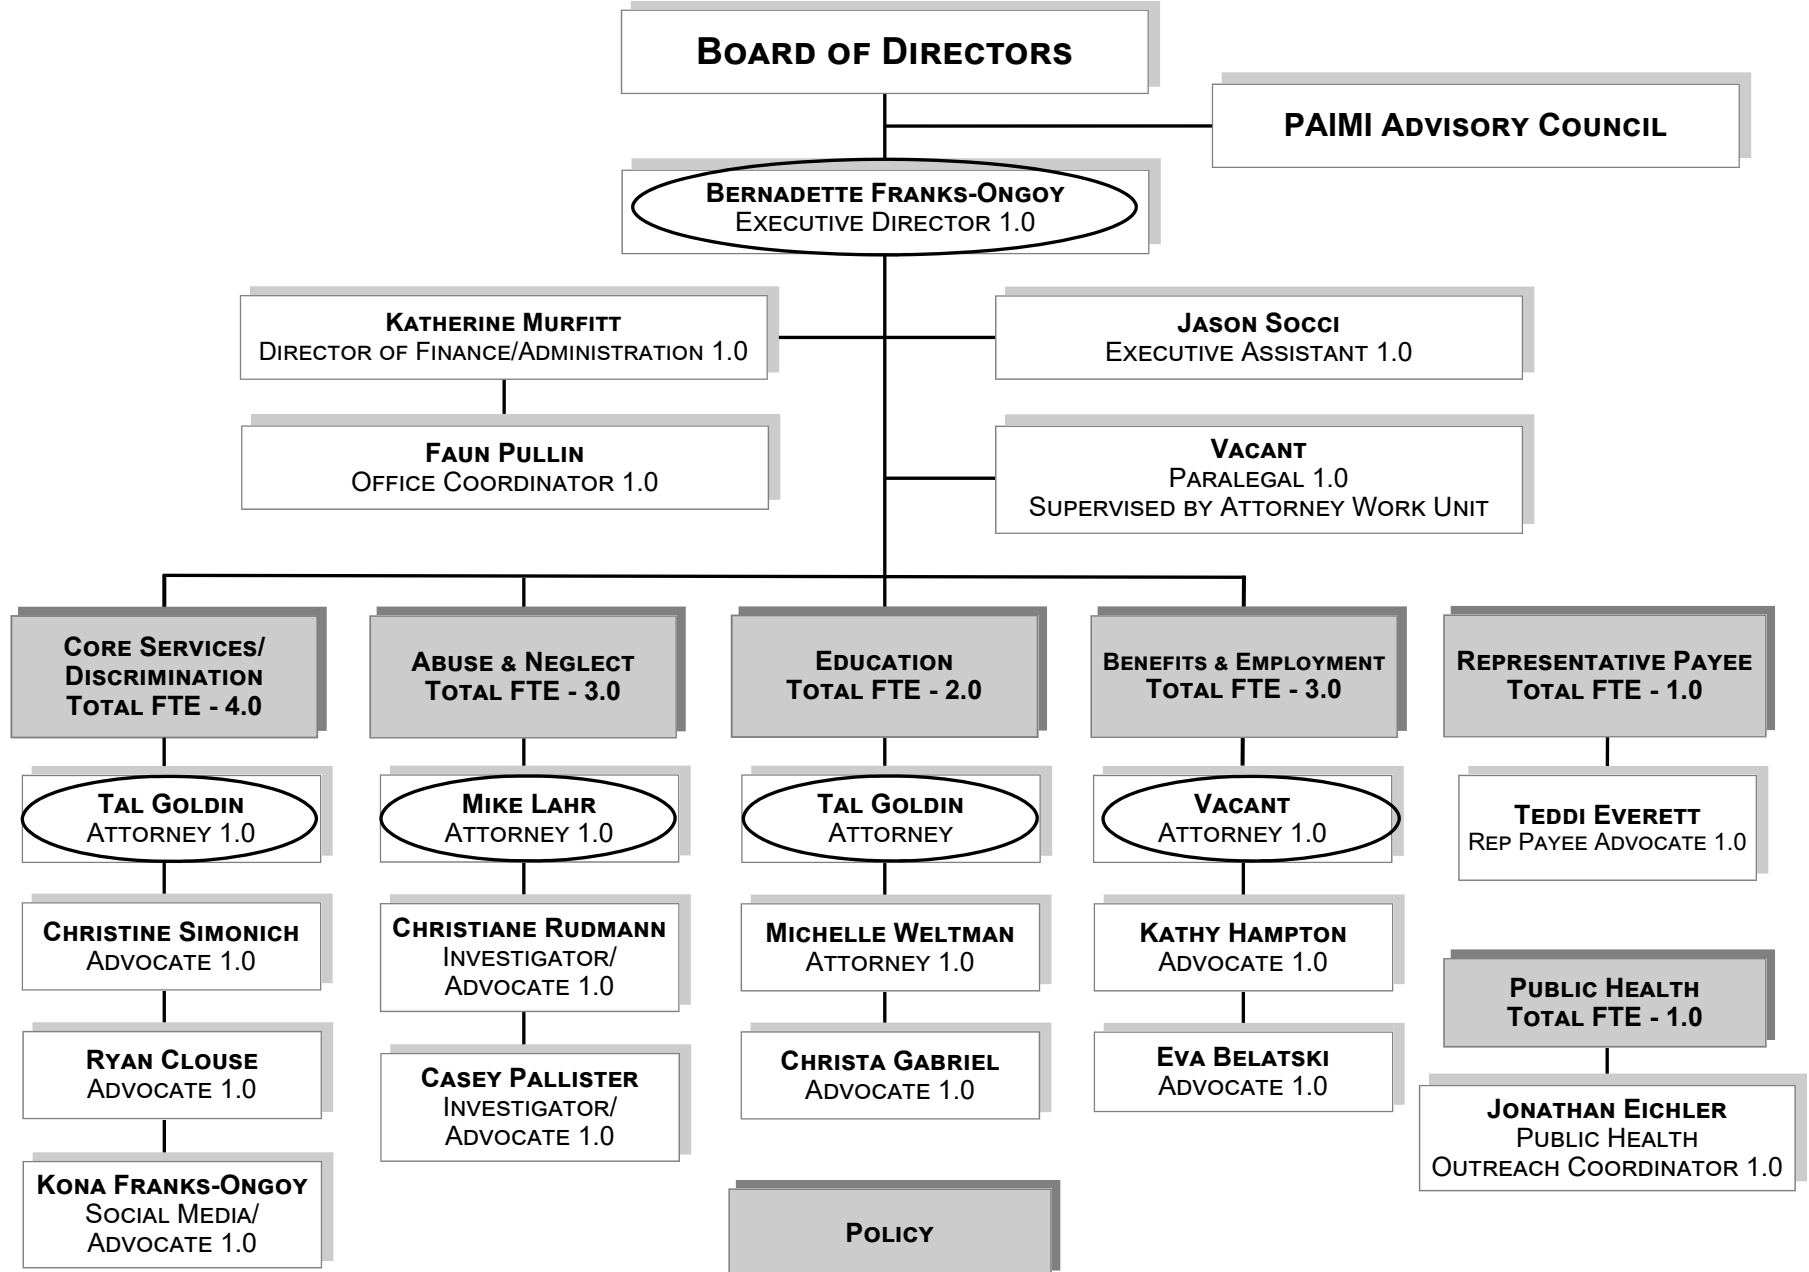 BOARD OF DIRECTORS
PAIMI ADVISORY COUNCIL
BERNADETTE FRANKS-ONGOY
EXECUTIVE DIRECTOR 1.0
KATHERINE MURFITT
DIRECTOR OF FINANCE/ADMINISTRATION 1.0
JASON SOCCI
EXECUTIVE ASSISTANT 1.0
FAUN PULLIN
OFFICE COORDINATOR 1.0
VACANT
PARALEGAL 1.0
SUPERVISED BY ATTORNEY WORK UNIT
CORE SERVICES/
DISCRIMINATION
TOTAL FTE - 4.0
TAL GOLDIN
ATTORNEY 1.0
CHRISTINE SIMONICH
ADVOCATE 1.0
RYAN CLOUSE
ADVOCATE 1.0
KONA FRANKS-ONGOY
SOCIAL MEDIA/
ADVOCATE 1.0
ABUSE & NEGLECT
TOTAL FTE - 3.0
MIKE LAHR
ATTORNEY 1.0
CHRISTIANE RUDMANN
INVESTIGATOR/
ADVOCATE 1.0
CASEY PALLISTER
INVESTIGATOR/
ADVOCATE 1.0
EDUCATION
TOTAL FTE - 2.0
TAL GOLDIN
ATTORNEY
MICHELLE WELTMAN
ATTORNEY 1.0
CHRISTA GABRIEL
ADVOCATE 1.0
POLICY
BENEFITS & EMPLOYMENT
TOTAL FTE - 3.0
VACANT
ATTORNEY 1.0
KATHY HAMPTON
ADVOCATE 1.0
EVA BELATSKI
ADVOCATE 1.0
REPRESENTATIVE PAYEE
TOTAL FTE - 1.0
TEDDI EVERETT
REP PAYEE ADVOCATE 1.0
PUBLIC HEALTH
TOTAL FTE - 1.0
JONATHAN EICHLER
PUBLIC HEALTH
OUTREACH COORDINATOR 1.0